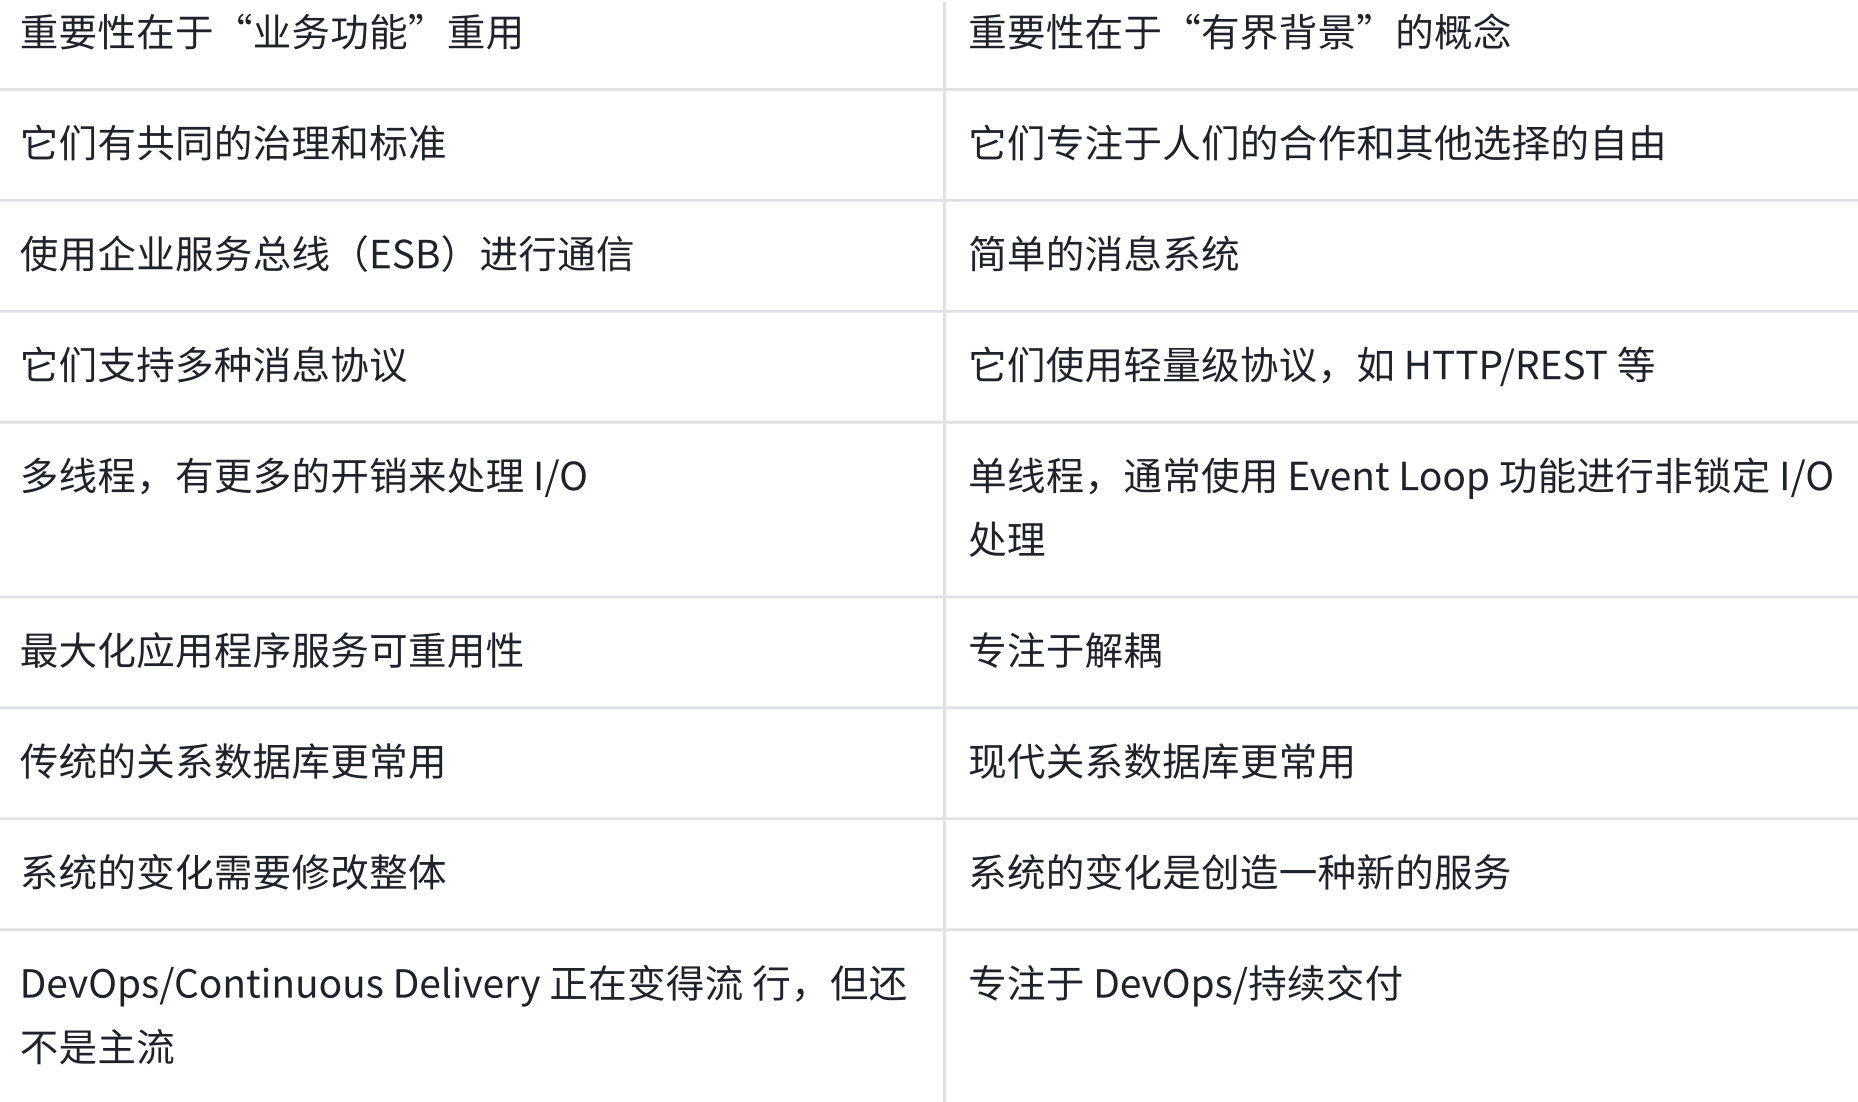 重要性在于“业务功能”重用
重要性在于“有界背景”的概念
它们有共同的治理和标准
它们专注于人们的合作和其他选择的自由
使用企业服务总线（ESB）进行通信
简单的消息系统
它们支持多种消息协议
它们使用轻量级协议，如 HTTP/REST 等
多线程，有更多的开销来处理 I/O
单线程，通常使用 Event Loop 功能进行非锁定 I/O
处理
最大化应用程序服务可重用性
专注于解耦
传统的关系数据库更常用
现代关系数据库更常用
系统的变化需要修改整体
系统的变化是创造一种新的服务
DevOps/Continuous Delivery 正在变得流 行，但还
不是主流
专注于 DevOps/持续交付